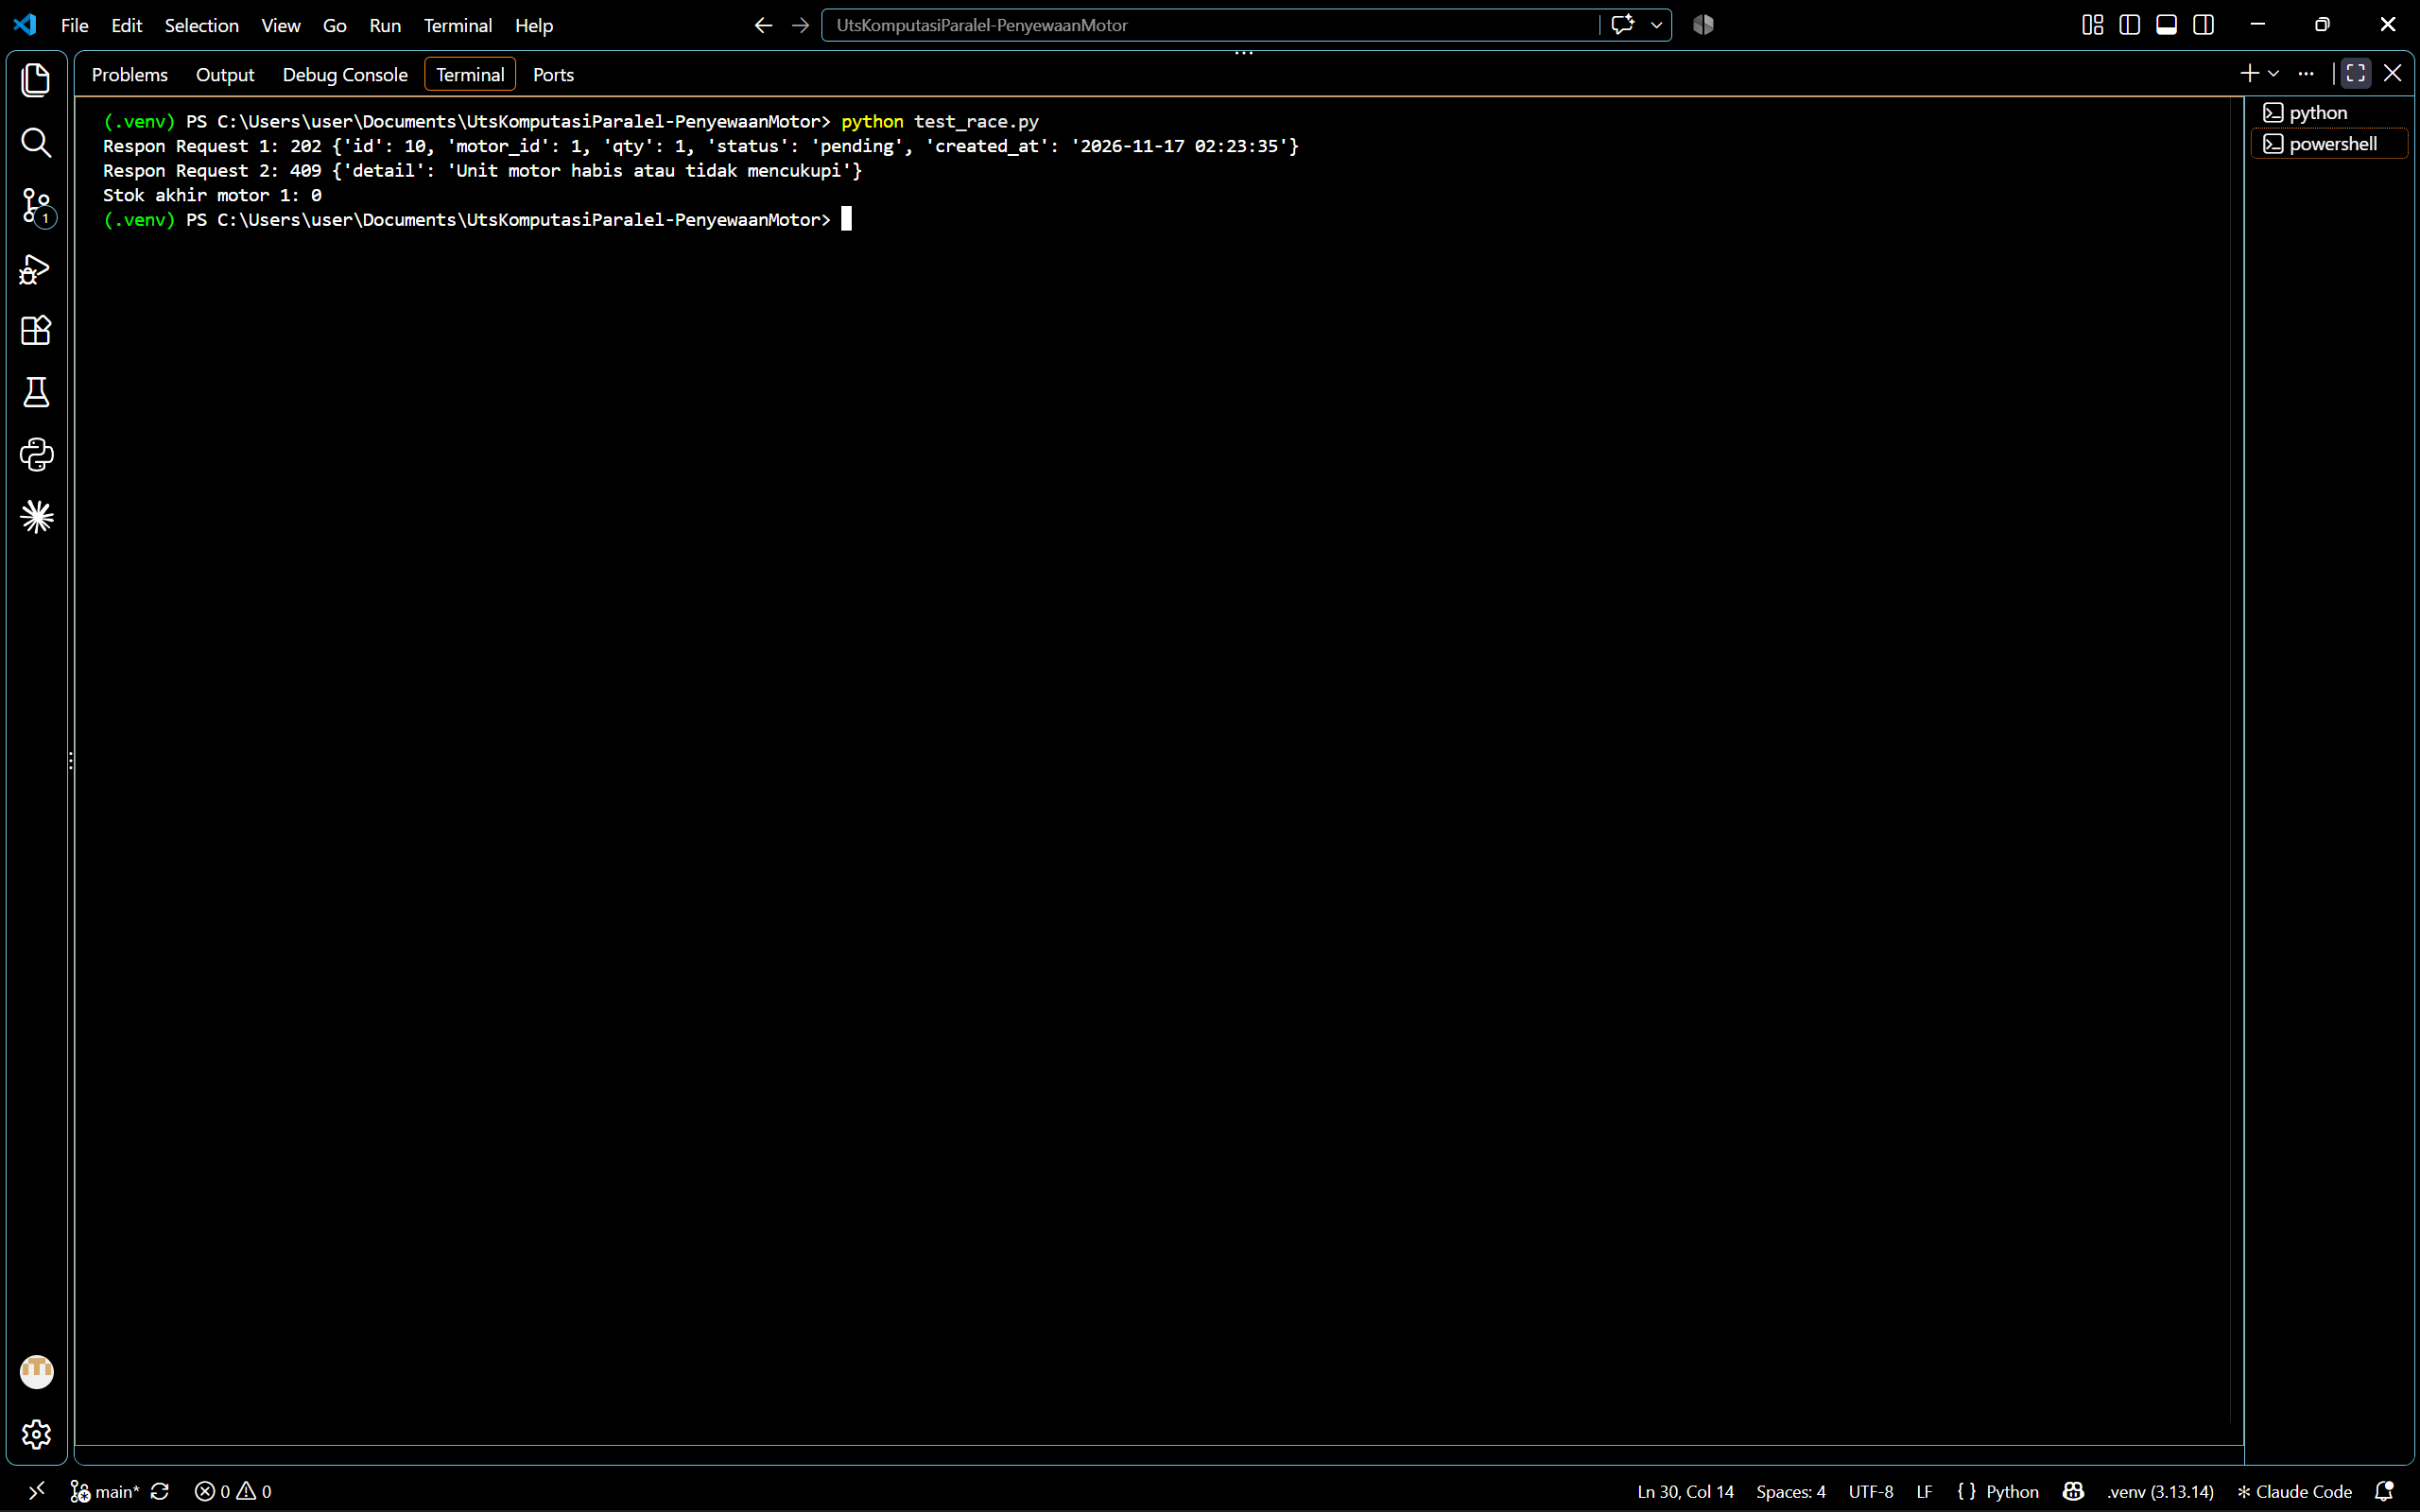 File Edit Selection View Go Run Terminal Help
UtsKomputasiParalel-PenyewaanMotor
Problems Output Debug Console Terminal Ports
(.venv) PS C:\Users\user\Documents\UtsKomputasiParalel-PenyewaanMotor> python test_race.py
Respon Request 1: 202 {'id': 10, 'motor_id': 1, 'qty': 1, 'status': 'pending', 'created_at': '2026-11-17 02:23:35'}
Respon Request 2: 409 {'detail': 'Unit motor habis atau tidak mencukupi'}
Stok akhir motor 1: 0
(.venv) PS C:\Users\user\Documents\UtsKomputasiParalel-PenyewaanMotor>
python
powershell
1
main* 0 0
Ln 30, Col 14 Spaces: 4 UTF-8 LF { } Python .venv (3.13.14) Claude Code